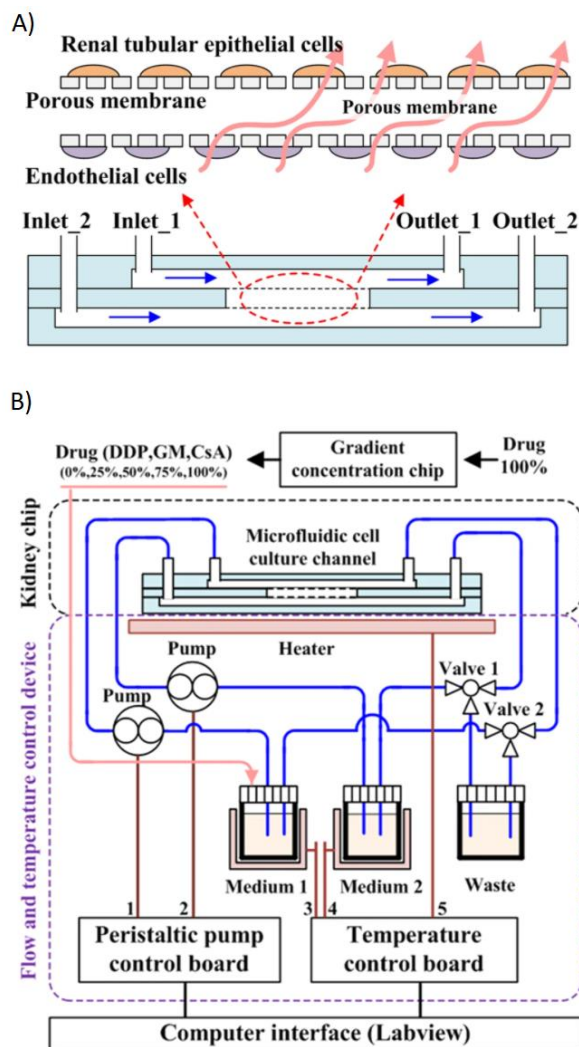 A)
Renal tubular epithelial cells
Porous membrane
Porous membrane
Endothelial cells
Inlet_2 Inlet_1 Outlet_1 Outlet_2
B)
Drug (DDP,GM,CsA)
(0%,25%,50%,75%,100%)
Gradient
concentration chip
Drug
100%
Kidney chip
Microfluidic cell
culture channel
Heater
Flow and temperature control device
Pump
Pump
Valve 1
Valve 2
Medium 1
Medium 2
Waste
1 2 3 4 5
Peristaltic pump
control board
Temperature
control board
Computer interface (Labview)